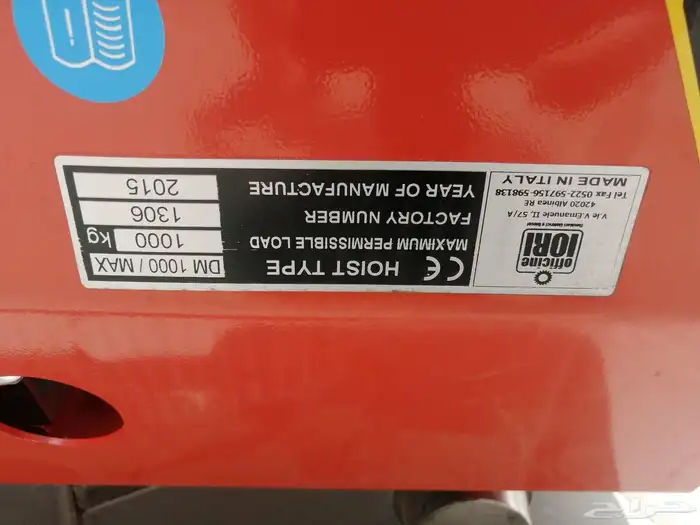 officine
IORI
V.le V.Emanuele II, 57/A
42020 Albinea RE
Tel Fax 0522-597156-598138
MADE IN ITALY
CE HOIST TYPE DM 1000 / MAX
MAXIMUM PERMISSIBLE LOAD 1000 kg
FACTORY NUMBER 1306
YEAR OF MANUFACTURE 2015
حراج